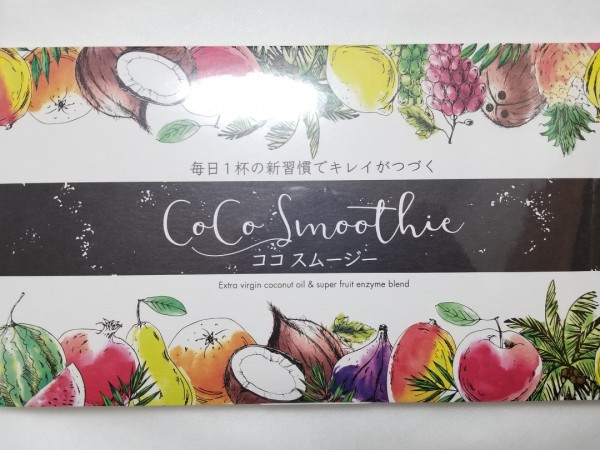 毎日1杯の新習慣でキレイがつづく
CoCo Smoothie
ココ スムージー
Extra virgin coconut oil & super fruit enzyme blend